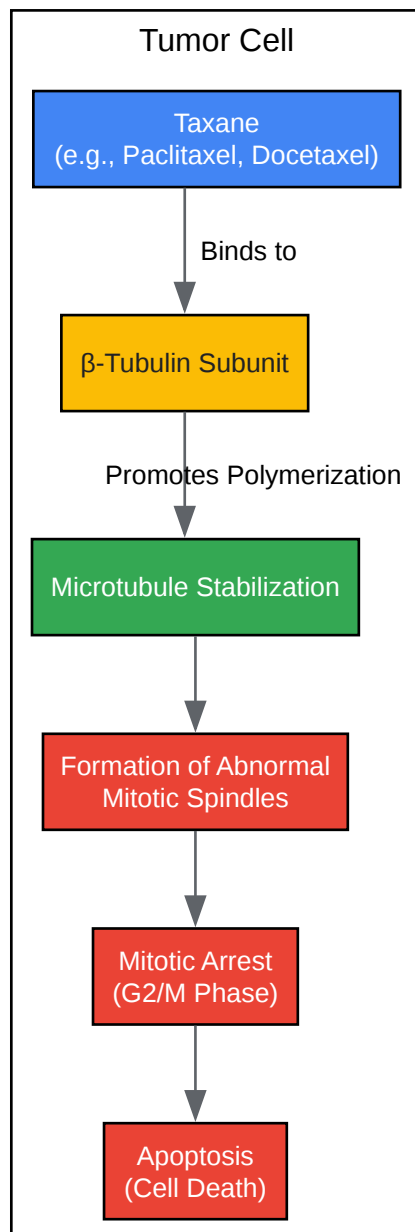 Tumor Cell
Taxane
(e.g., Paclitaxel, Docetaxel)
Binds to
β-Tubulin Subunit
Promotes Polymerization
Microtubule Stabilization
Formation of Abnormal
Mitotic Spindles
Mitotic Arrest
(G2/M Phase)
Apoptosis
(Cell Death)